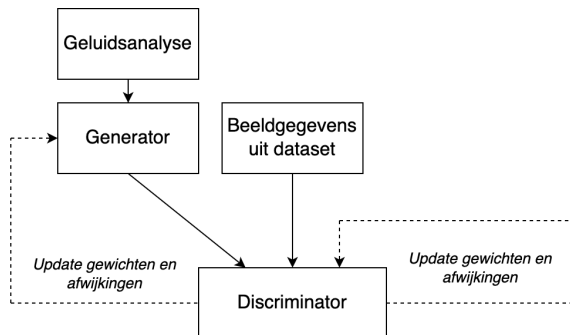 Geluidsanalyse
Generator
Beeldgegevens
uit dataset
Update gewichten en
afwijkingen
Update gewichten en
afwijkingen
Discriminator